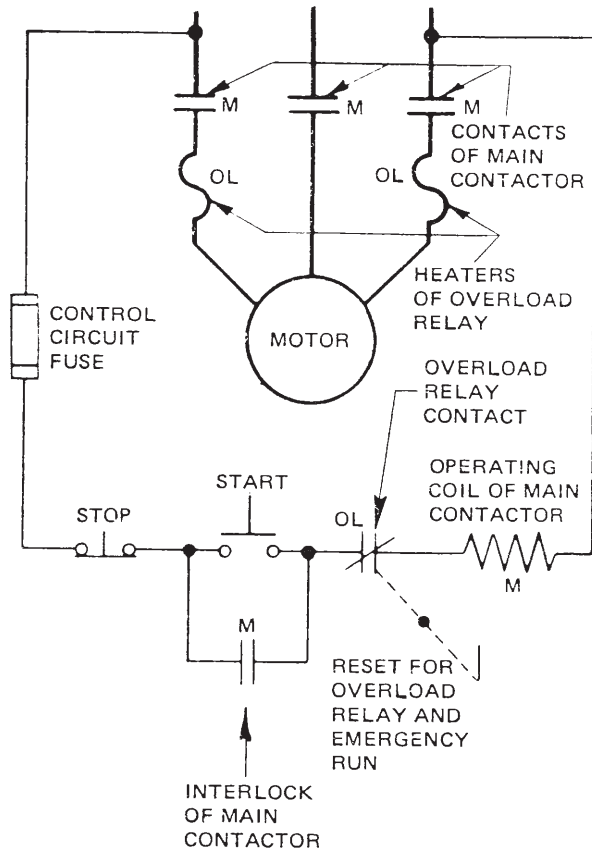 M
M
M
CONTACTS
OF MAIN
CONTACTOR
OL
OL
HEATERS
OF OVERLOAD
RELAY
CONTROL
CIRCUIT
FUSE
MOTOR
OVERLOAD
RELAY
CONTACT
OPERATING
COIL OF MAIN
CONTACTOR
START
STOP
OL
M
M
RESET FOR
OVERLOAD
RELAY AND
EMERGENCY
RUN
INTERLOCK
OF MAIN
CONTACTOR